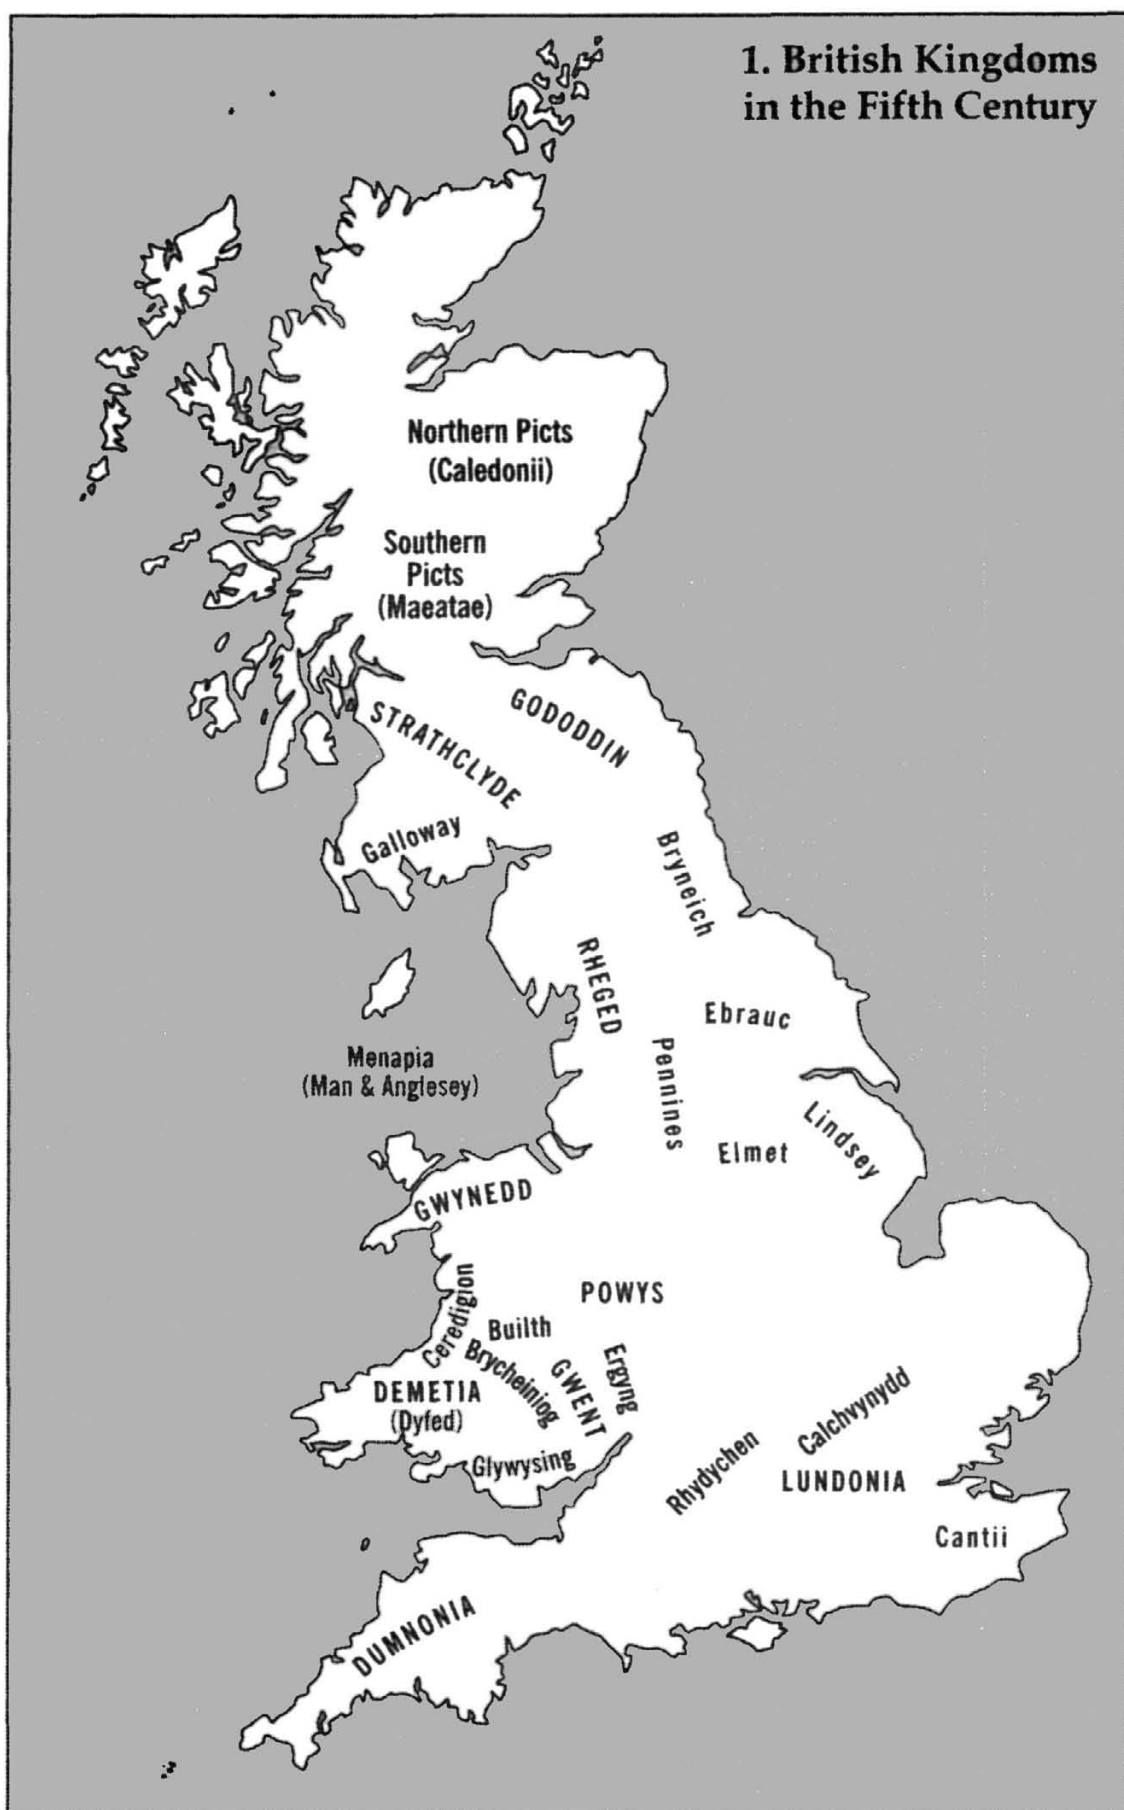 1. British Kingdoms
in the Fifth Century
Northern Picts
(Caledonii)
Southern
Picts
(Maeatae)
GODODDIN
STRATHCLYDE
Galloway
Bryneich
RHEGED
Ebrauc
Menapia
(Man & Anglesey)
Pennines
Lindsey
Elmet
GWYNEDD
Ceredigion
POWYS
Builth
Brycheiniog
GWENT
Ergyng
DEMETIA
(Dyfed)
Glywysing
Calchvynydd
Rhydychen
LUNDONIA
Cantii
DUMNONIA